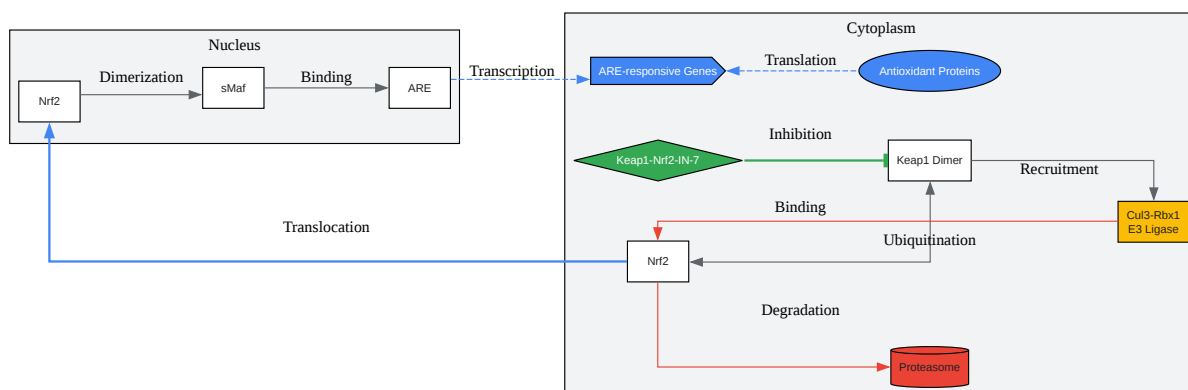 Cytoplasm
Nucleus
Dimerization
Binding
Nrf2
sMaf
ARE
Transcription
ARE-responsive Genes
Translation
Antioxidant Proteins
Inhibition
Keap1-Nrf2-IN-7
Keap1 Dimer
Recruitment
Binding
Cul3-Rbx1
E3 Ligase
Translocation
Ubiquitination
Nrf2
Degradation
Proteasome